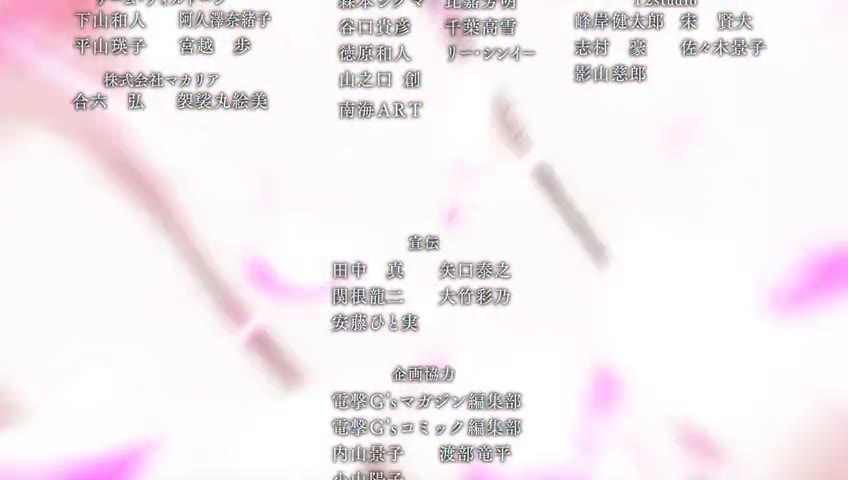 下山和人　阿久澤奈緒子
平山瑛子　宮越　歩
株式会社マカリア
合六　弘　袈裟丸絵美
谷口貴彦　千葉高雪
徳原和人　リー・シンイー
山之口 創
南海ART
峰岸健太郎　宋　賢大
志村　豪　佐々木景子
影山慈郎
宣伝
田中　真　矢口泰之
関根龍二　大竹彩乃
安藤ひと実
企画協力
電撃G'sマガジン編集部
電撃G'sコミック編集部
内山景子　渡部竜平